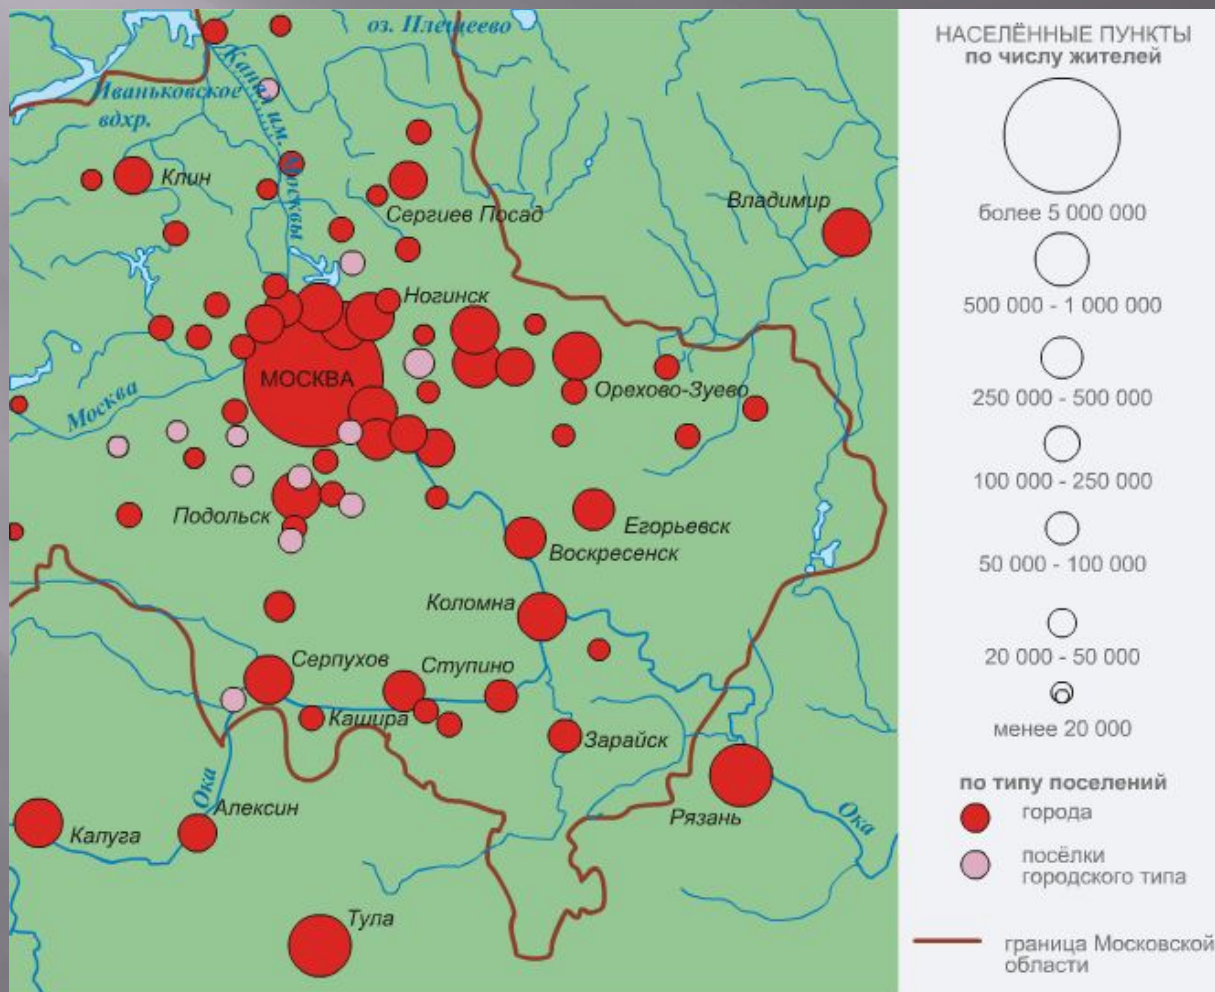 оз. Плещеево
Иваньковское
вдхр.
Канал им. Москвы
Клин
Сергиев Посад
Владимир
Ногинск
МОСКВА
Москва
Орехово-Зуево
Подольск
Егорьевск
Воскресенск
Коломна
Серпухов
Ступино
Кашира
Зарайск
Ока
Алексин
Калуга
Рязань
Ока
Тула
НАСЕЛЁННЫЕ ПУНКТЫ
по числу жителей
более 5 000 000
500 000 - 1 000 000
250 000 - 500 000
100 000 - 250 000
50 000 - 100 000
20 000 - 50 000
менее 20 000
по типу поселений
города
посёлки
городского типа
граница Московской
области